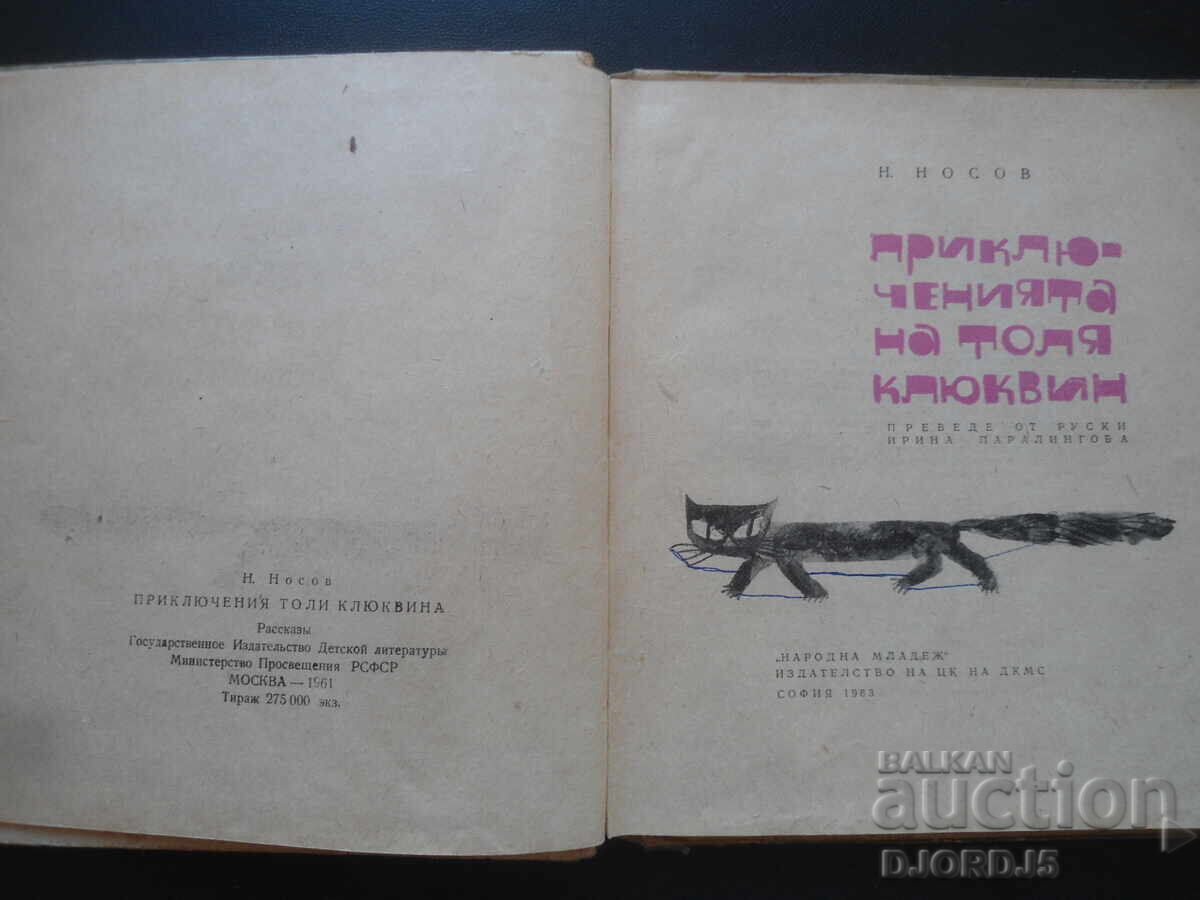 Н. Носов
ПРИКЛЮЧЕНИЯ ТОЛИ КЛЮКВИНА
Рассказы
Государственное Издательство Детской литературы
Министерство Просвещения РСФСР
МОСКВА — 1961
Тираж 275 000 экз.
Н. НОСОВ
ПРИКЛЮ-
ЧЕНИЯТА
НА ТОЛЯ
КЛЮКВИН
ПРЕВЕДЕ ОТ РУСКИ
ИРИНА ПАРАЛИНГОВА
„НАРОДНА МЛАДЕЖ“
ИЗДАТЕЛСТВО НА ЦК НА ДКМС
СОФИЯ 1963
BALKAN
auction
DJORDJ5